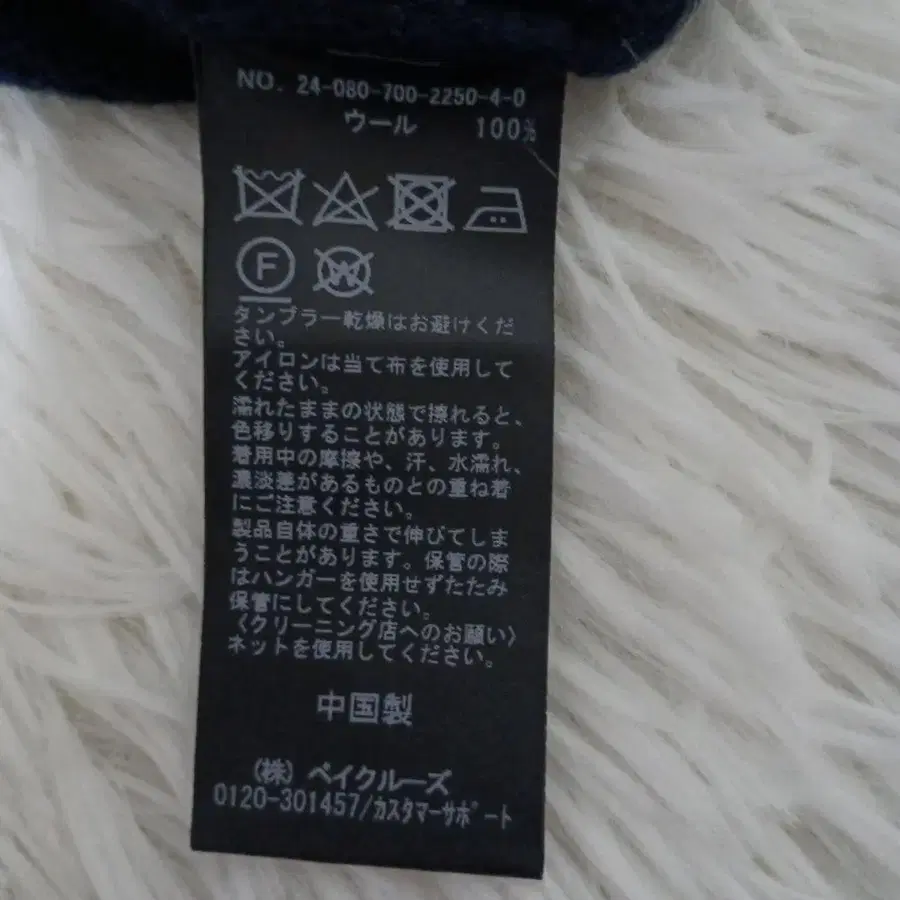 NO. 24-080-700-2250-4-0
ウール 100%
F
W
タンブラー乾燥はお避けくだ
さい。
アイロンは当て布を使用して
ください。
濡れたままの状態で擦れると、
色移りすることがあります。
着用中の摩擦や、汗、水濡れ、
濃淡差があるものとの重ね着
にご注意ください。
製品自体の重さで伸びてしま
うことがあります。保管の際
はハンガーを使用せずたたみ
保管にしてください。
〈クリーニング店へのお願い〉
ネットを使用してください。
中国製
(株) ベイクルーズ
0120-301457/カスタマーサポート